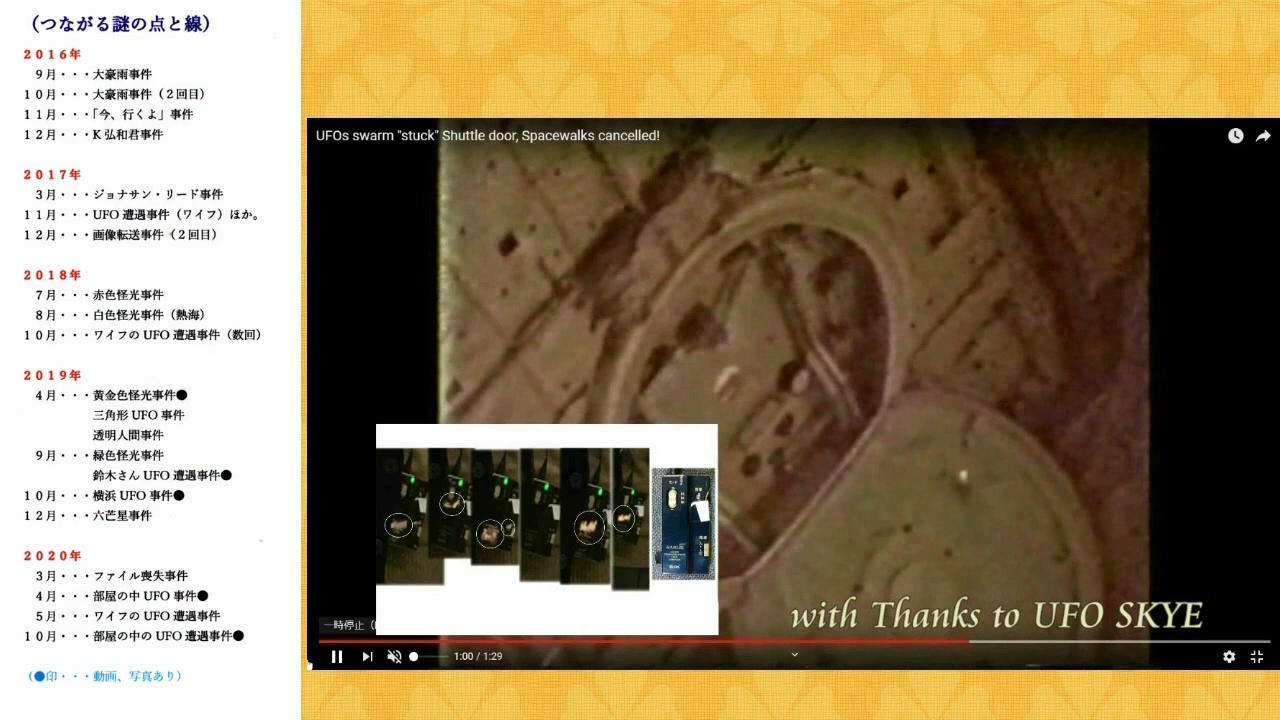 （つながる謎の点と線）
２０１６年
９月・・・大豪雨事件
１０月・・・大豪雨事件（２回目）
１１月・・・「今、行くよ」事件
１２月・・・K 弘和君事件
２０１７年
３月・・・ジョナサン・リード事件
１１月・・・UFO 遭遇事件（ワイフ）ほか。
１２月・・・画像転送事件（２回目）
２０１８年
７月・・・赤色怪光事件
８月・・・白色怪光事件（熱海）
１０月・・・ワイフの UFO 遭遇事件（数回）
２０１９年
４月・・・黄金色怪光事件●
三角形 UFO 事件
透明人間事件
９月・・・緑色怪光事件
鈴木さん UFO 遭遇事件●
１０月・・・横浜 UFO 事件●
１２月・・・六芒星事件
２０２０年
３月・・・ファイル喪失事件
４月・・・部屋の中 UFO 事件●
５月・・・ワイフの UFO 遭遇事件
１０月・・・部屋の中の UFO 遭遇事件●
（●印・・・動画、写真あり）
UFOs swarm "stuck" Shuttle door, Spacewalks cancelled!
with Thanks to UFO SKYE
一時停止（
1:00 / 1:29